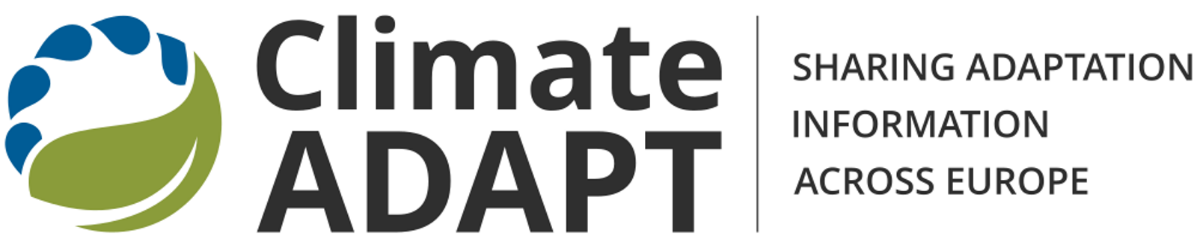 Climate
ADAPT
SHARING ADAPTATION
INFORMATION
ACROSS EUROPE